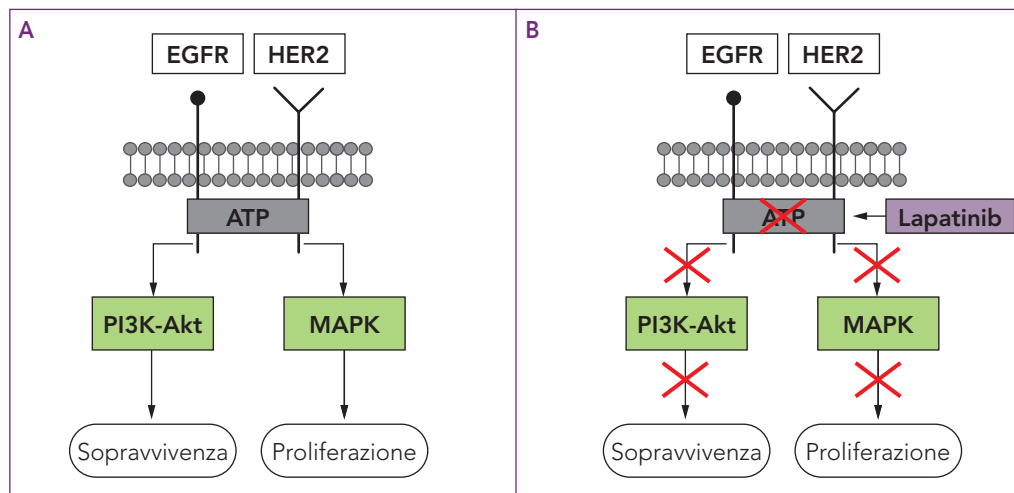 A
EGFR
HER2
ATP
PI3K-Akt
MAPK
Sopravvivenza
Proliferazione
B
EGFR
HER2
ATP
Lapatinib
PI3K-Akt
MAPK
Sopravvivenza
Proliferazione